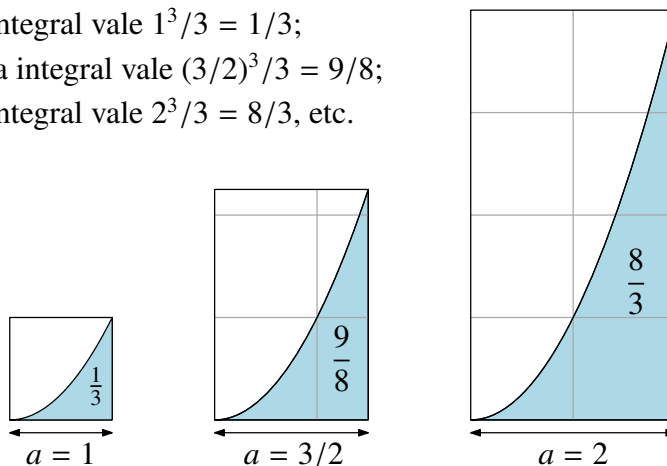 integral vale 1³/3 = 1/3;
a integral vale (3/2)³/3 = 9/8;
integral vale 2³/3 = 8/3, etc.
1/3
9/8
8/3
a = 1
a = 3/2
a = 2